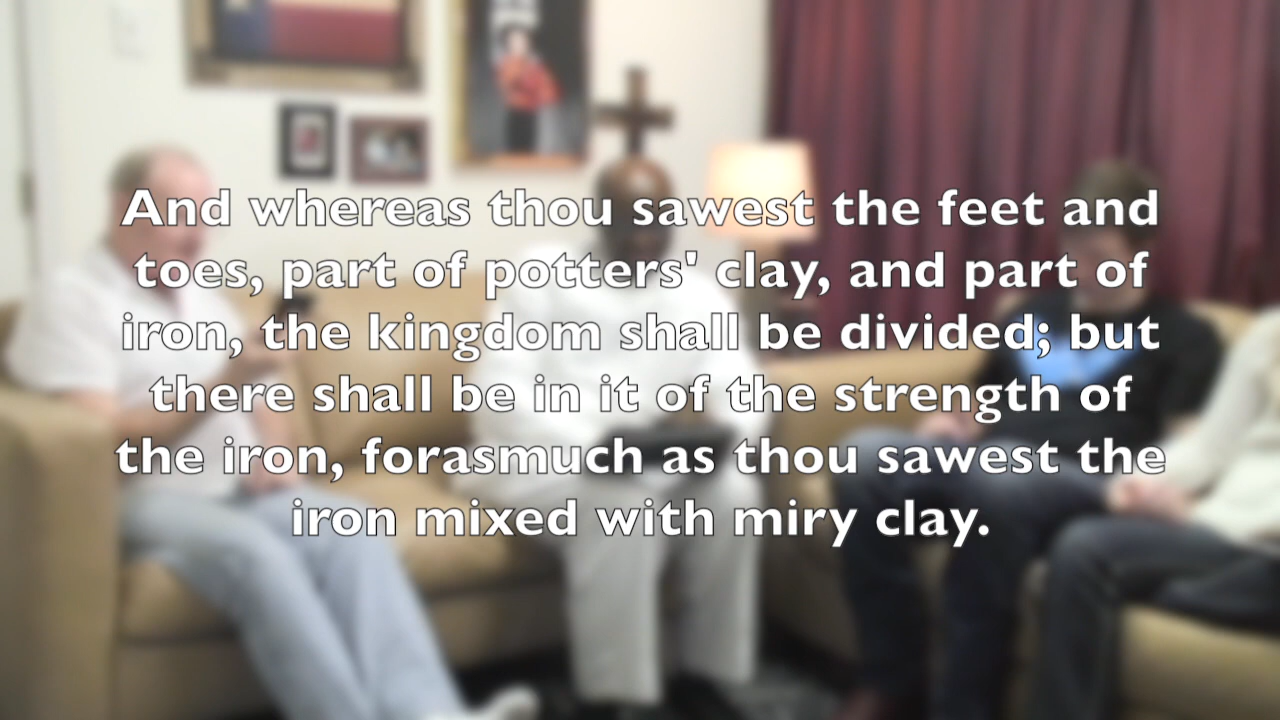 And whereas thou sawest the feet and
toes, part of potters' clay, and part of
iron, the kingdom shall be divided; but
there shall be in it of the strength of
the iron, forasmuch as thou sawest the
iron mixed with miry clay.